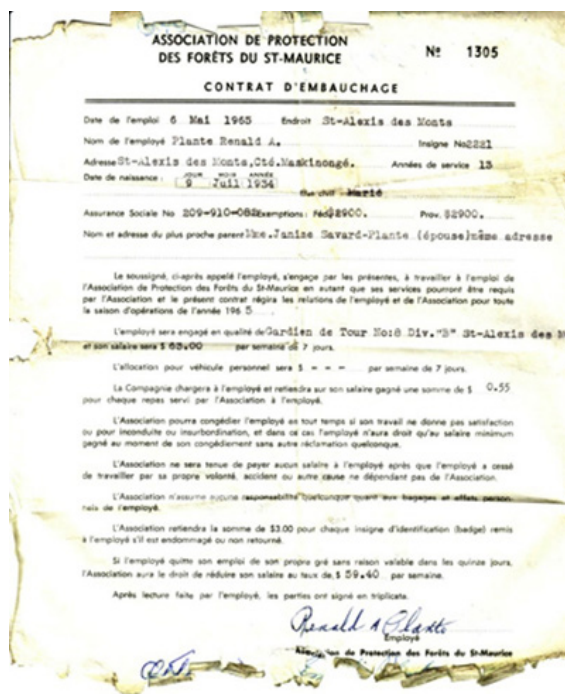 ASSOCIATION DE PROTECTION
DES FORÊTS DU ST-MAURICE
Nº 1305
CONTRAT D'EMBAUCHAGE
Date de l'emploi 6 Mai 1965 Endroit St-Alexis des Monts
Nom de l'employé Plante Renald A. Insigne No2221
Adresse St-Alexis des Monts,Ctd.Maskinongé. Années de service 13
Date de naissance: JOUR MOIS ANNÉE
9 Juil 1934
Marié
Assurance Sociale No 209-910-082 Exemptions: Féd $2900. Prov. $2900.
Nom et adresse du plus proche parent Mme.Janine Savard-Plante (épouse)même adresse
Le soussigné, ci-après appelé l'employé, s'engage par les présentes, à travailler à l'emploi de
l'Association de Protection des Forêts du St-Maurice en autant que ses services pourront être requis
par l'Association et le présent contrat régira les relations de l'employé et de l'Association pour toute
la saison d'opérations de l'année 196 5
L'employé sera engagé en qualité de Gardien de Tour No:8 Div."B" St-Alexis des M
et son salaire sera $ 63.00 par semaine de 7 jours.
L'allocation pour véhicule personnel sera $ - - - par semaine de 7 jours.
La Compagnie chargera à l'employé et retiendra sur son salaire gagné une somme de $ 0.55
pour chaque repas servi par l'Association à l'employé.
L'Association pourra congédier l'employé en tout temps si son travail ne donne pas satisfaction
ou pour inconduite ou insurbordination, et dans ce cas l'employé n'aura droit qu'au salaire minimum
gagné au moment de son congédiement sans autre réclamation quelconque.
L'Association ne sera tenue de payer aucun salaire à l'employé après que l'employé a cessé
de travailler par sa propre volonté, accident ou autre cause ne dépendant pas de l'Association.
L'Association n'assume aucune responsabilité quelconque quant aux bagages et effets person-
nels de l'employé.
L'Association retiendra la somme de $3.00 pour chaque insigne d'identification (badge) remis
à l'employé s'il est endommagé ou non retourné.
Si l'employé quitte son emploi de son propre gré sans raison valable dans les quinze jours,
l'Association aura le droit de réduire son salaire au taux de,$ 59.40 par semaine.
Après lecture faite par l'employé, les parties ont signé en triplicate.
Renald A Plante
Employé
Association de Protection des Forêts du St-Maurice